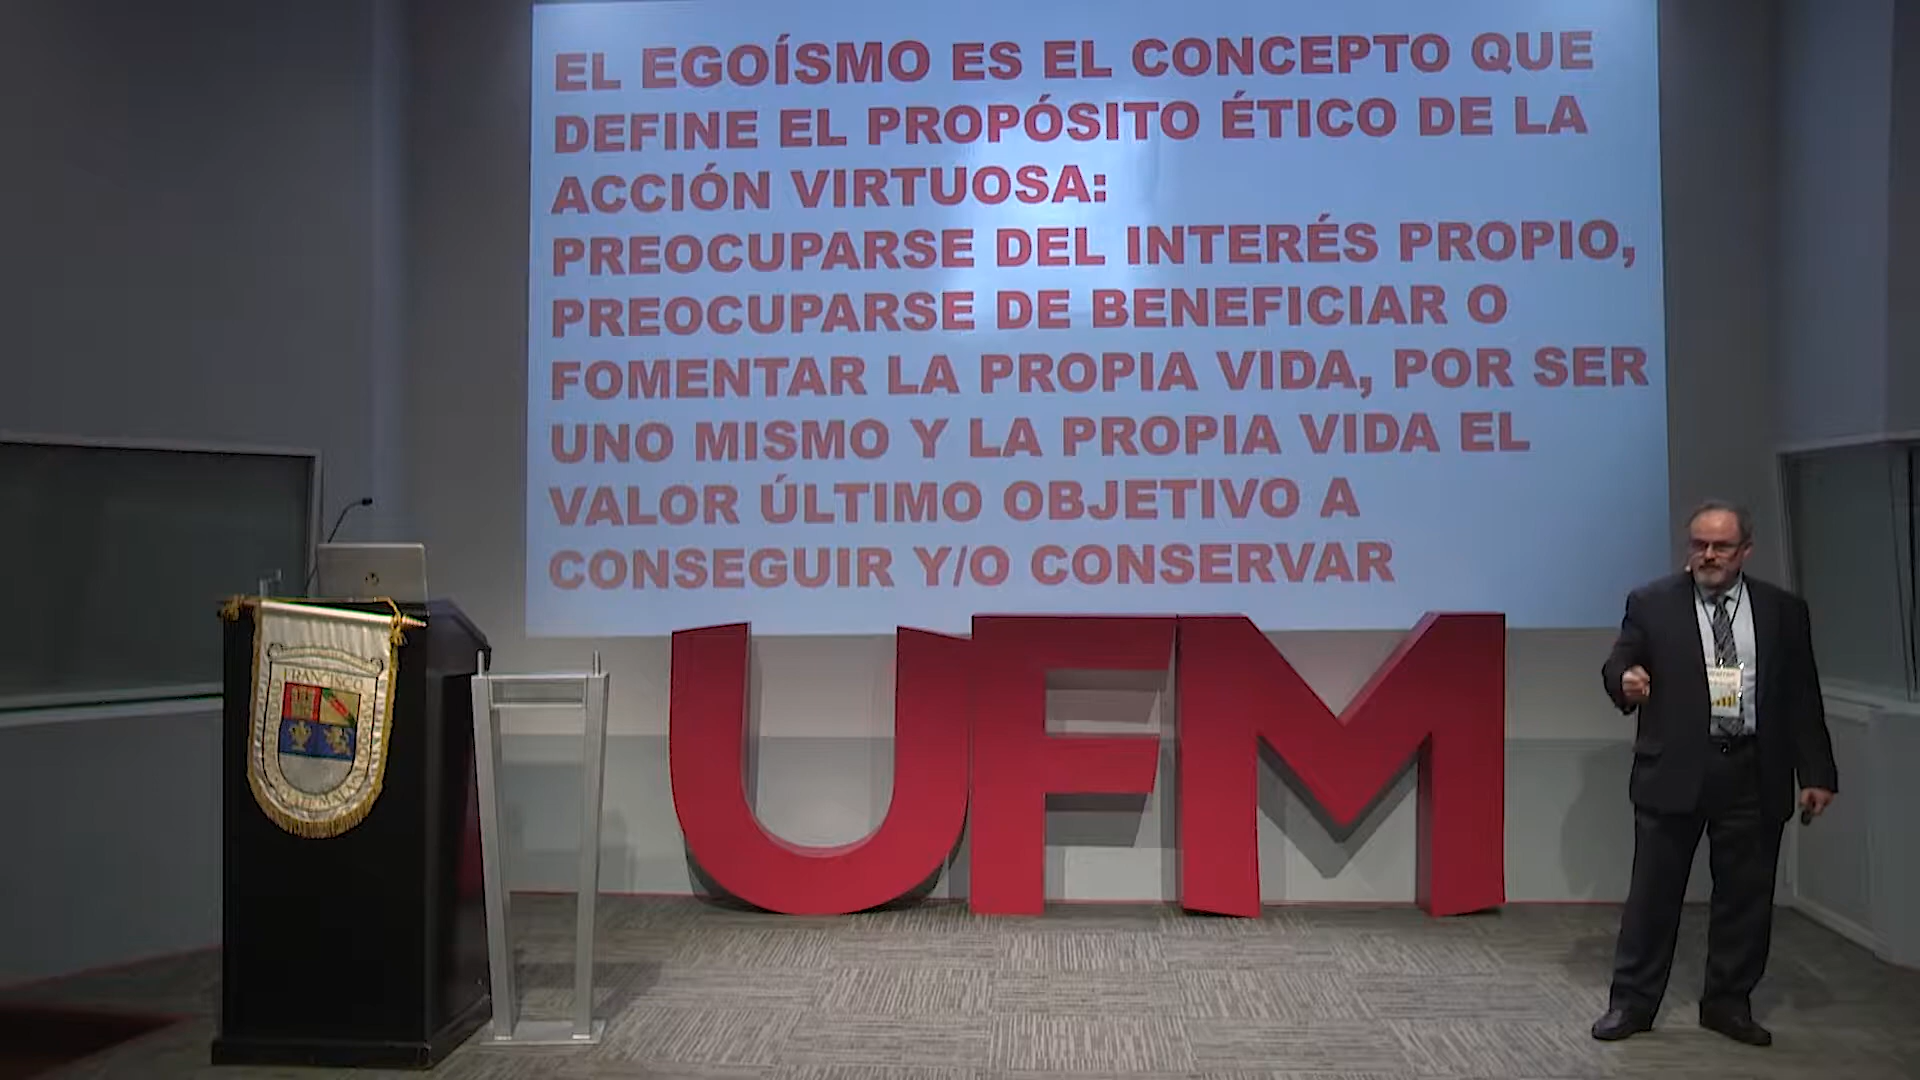 EL EGOÍSMO ES EL CONCEPTO QUE
DEFINE EL PROPÓSITO ÉTICO DE LA
ACCIÓN VIRTUOSA:
PREOCUPARSE DEL INTERÉS PROPIO,
PREOCUPARSE DE BENEFICIAR O
FOMENTAR LA PROPIA VIDA, POR SER
UNO MISMO Y LA PROPIA VIDA EL
VALOR ÚLTIMO OBJETIVO A
CONSEGUIR Y/O CONSERVAR
UFM
FRANCISCO